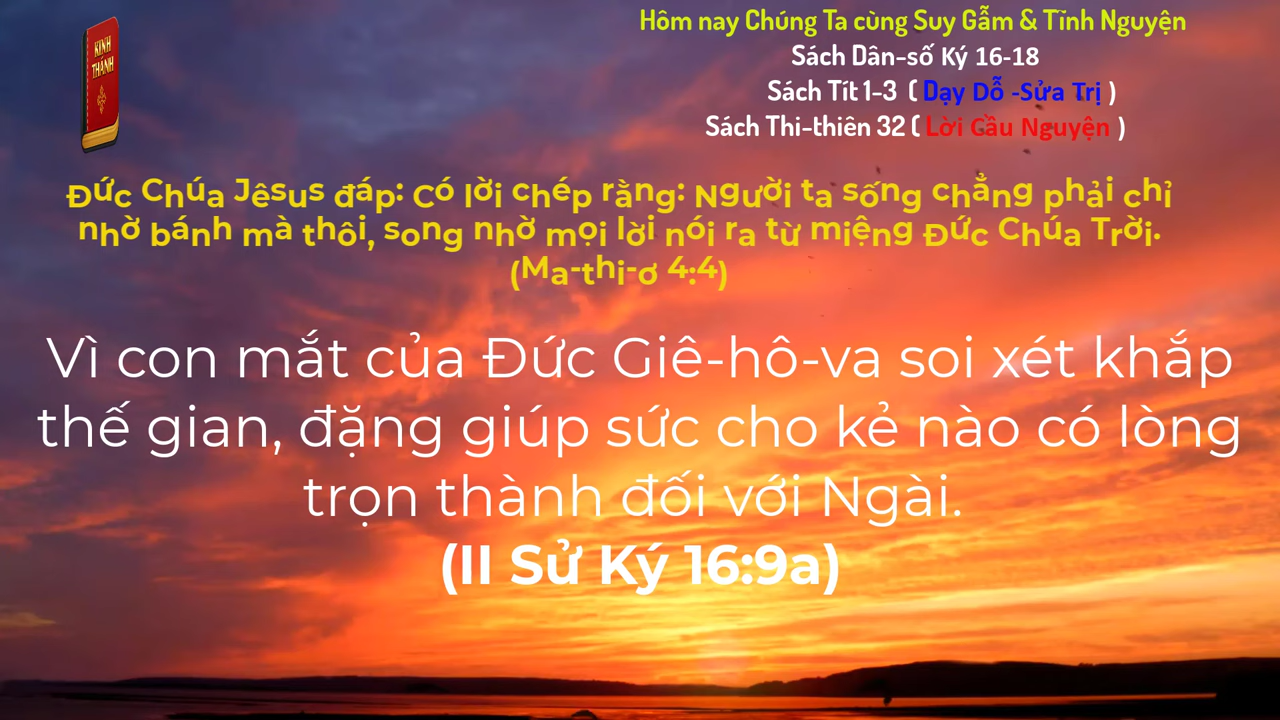 KINH
THÁNH
Hôm nay Chúng Ta cùng Suy Gẫm & Tĩnh Nguyện
Sách Dân-số Ký 16-18
Sách Tít 1-3 ( Dạy Dỗ -Sửa Trị )
Sách Thi-thiên 32 ( Lời Cầu Nguyện )
Đức Chúa Jêsus đáp: Có lời chép rằng: Người ta sống chẳng phải chỉ
nhờ bánh mà thôi, song nhờ mọi lời nói ra từ miệng Đức Chúa Trời.
(Ma-thi-ơ 4:4)
Vì con mắt của Đức Giê-hô-va soi xét khắp
thế gian, đặng giúp sức cho kẻ nào có lòng
trọn thành đối với Ngài.
(II Sử Ký 16:9a)